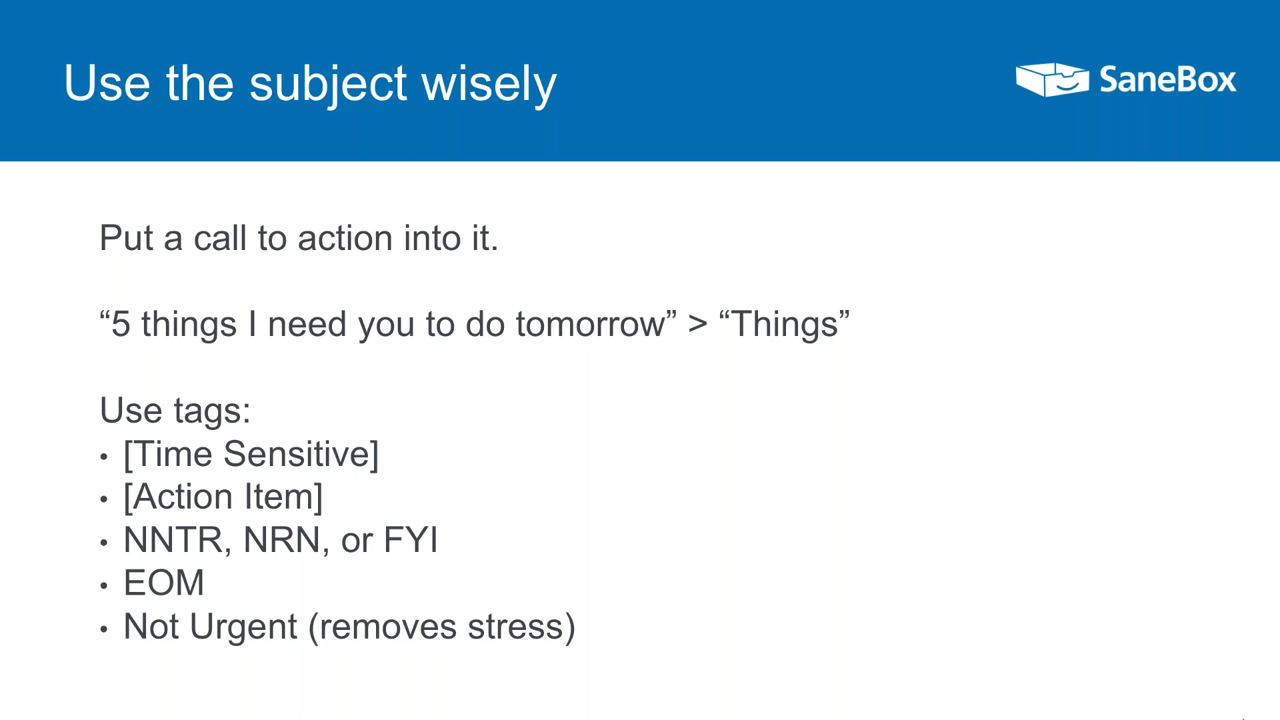 Use the subject wisely
SaneBox
Put a call to action into it.
“5 things I need you to do tomorrow” > “Things”
Use tags:
• [Time Sensitive]
• [Action Item]
• NNTR, NRN, or FYI
• EOM
• Not Urgent (removes stress)